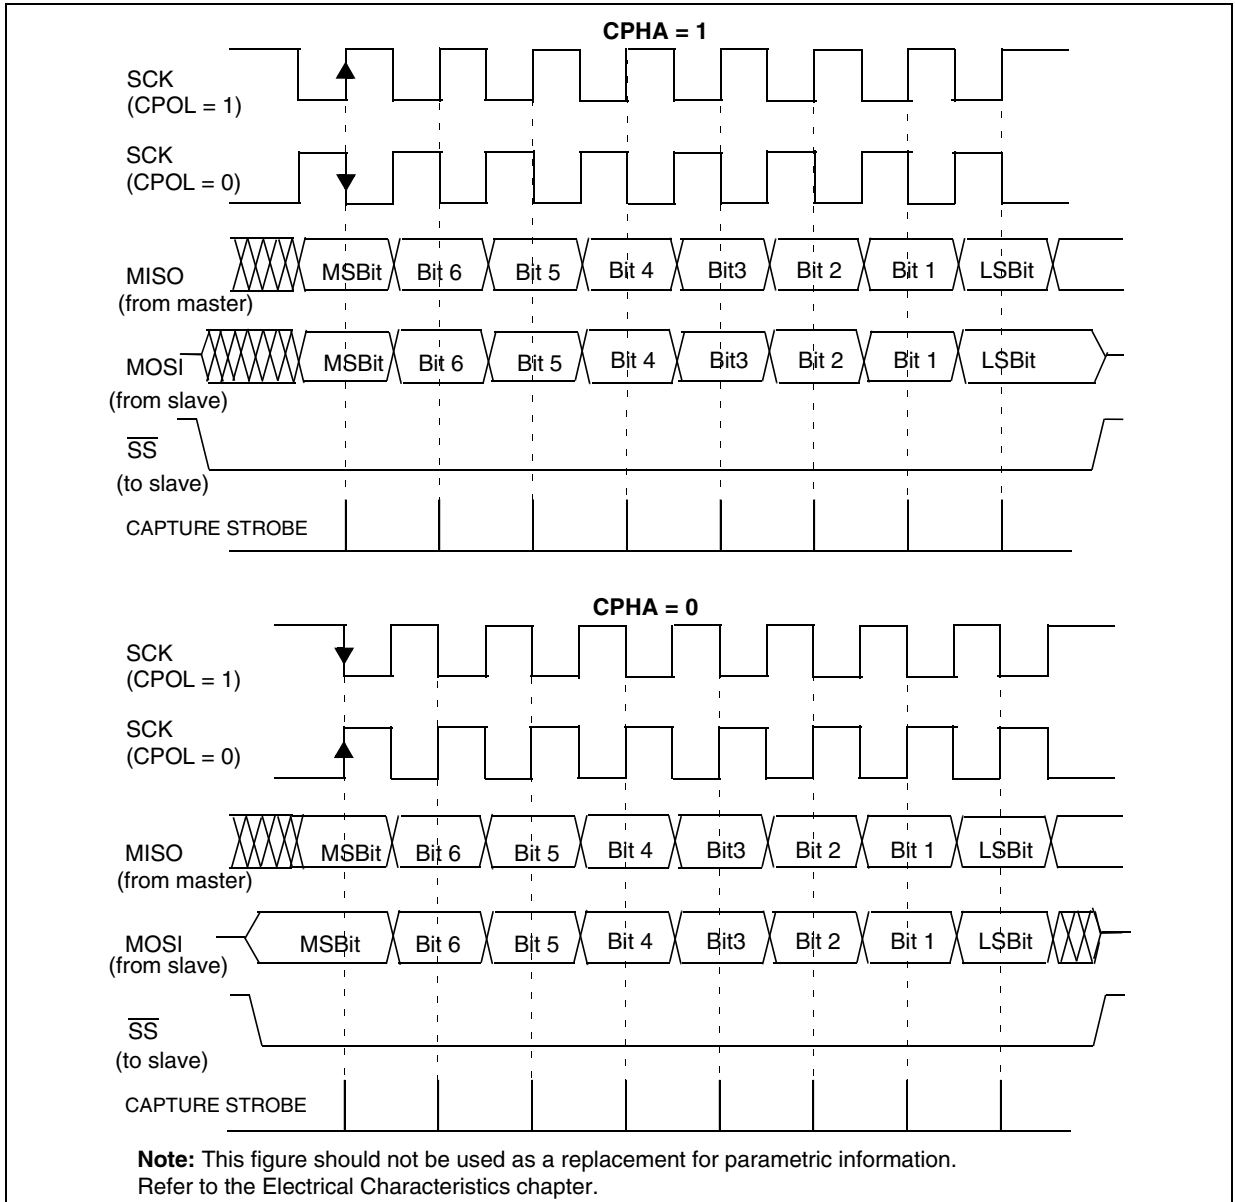 CPHA = 1
SCK
(CPOL = 1)
SCK
(CPOL = 0)
MISO
(from master)
MSBit Bit 6 Bit 5 Bit 4 Bit3 Bit 2 Bit 1 LSBit
MOSI
(from slave)
MSBit Bit 6 Bit 5 Bit 4 Bit3 Bit 2 Bit 1 LSBit
SS
(to slave)
CAPTURE STROBE
CPHA = 0
SCK
(CPOL = 1)
SCK
(CPOL = 0)
MISO
(from master)
MSBit Bit 6 Bit 5 Bit 4 Bit3 Bit 2 Bit 1 LSBit
MOSI
(from slave)
MSBit Bit 6 Bit 5 Bit 4 Bit3 Bit 2 Bit 1 LSBit
SS
(to slave)
CAPTURE STROBE
Note: This figure should not be used as a replacement for parametric information.
Refer to the Electrical Characteristics chapter.